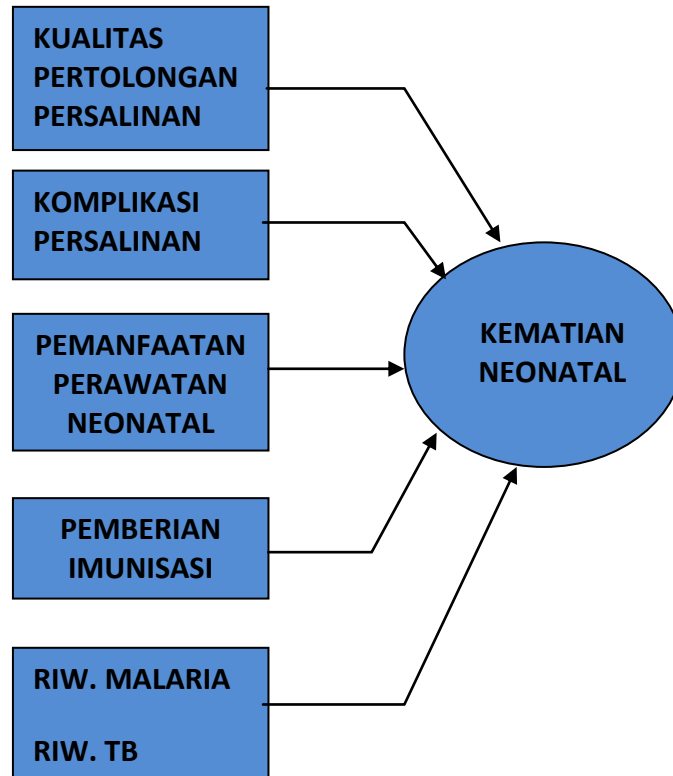 KUALITAS
PERTOLONGAN
PERSALINAN
KOMPLIKASI
PERSALINAN
PEMANFAATAN
PERAWATAN
NEONATAL
PEMBERIAN
IMUNISASI
RIW. MALARIA
RIW. TB
KEMATIAN
NEONATAL